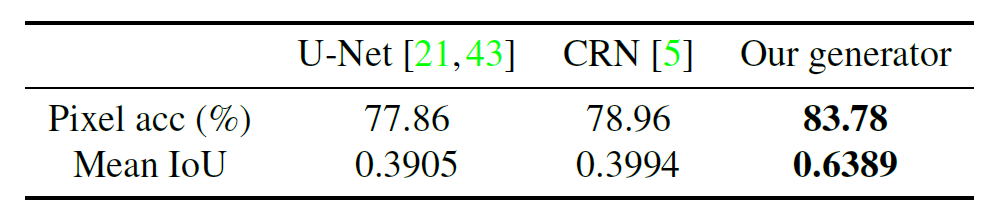 U-Net [21,43] CRN [5] Our generator
Pixel acc (%) 77.86 78.96 83.78
Mean IoU 0.3905 0.3994 0.6389